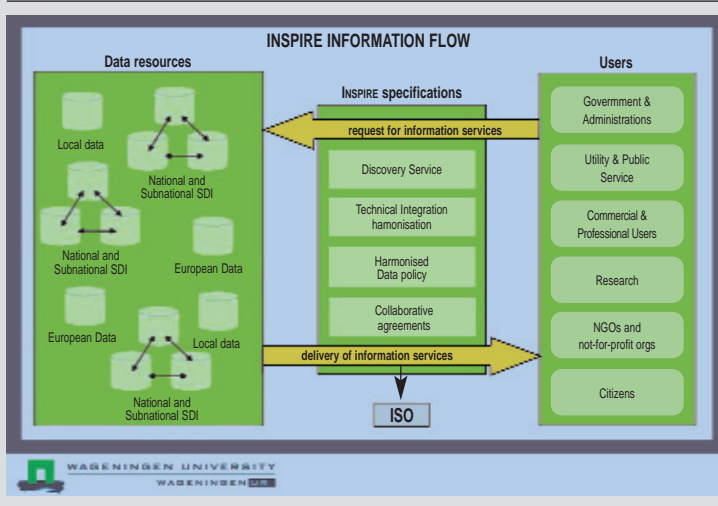 INSPIRE INFORMATION FLOW
Data resources
Local data
National and
Subnational SDI
National and
Subnational SDI
European Data
European Data
Local data
National and
Subnational SDI
INSPIRE specifications
request for information services
Discovery Service
Technical Integration
hamonisation
Harmonised
Data policy
Collaborative
agreements
delivery of information services
ISO
Users
Government &
Administrations
Utility & Public
Service
Commercial &
Professional Users
Research
NGOs and
not-for-profit orgs
Citizens
WAGENINGEN UNIVERSITY
WAGENINGEN UR